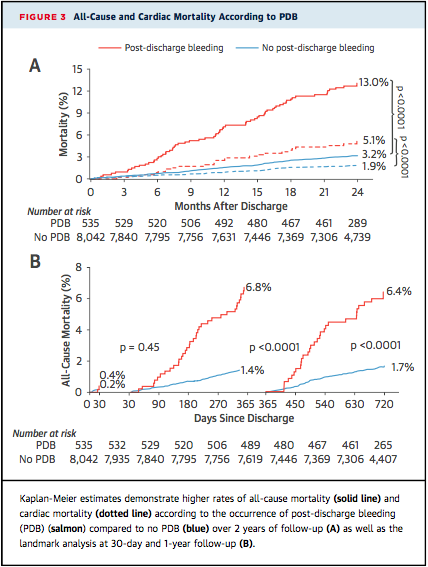 FIGURE 3 All-Cause and Cardiac Mortality According to PDB
Post-discharge bleeding No post-discharge bleeding
A
Mortality (%)
15
12
9
6
3
0
13.0%
5.1%
3.2%
1.9%
p <0.0001
p <0.0001
0 3 6 9 12 15 18 21 24
Months After Discharge
Number at risk
PDB 535 529 520 506 492 480 467 461 289
No PDB 8,042 7,840 7,795 7,756 7,631 7,446 7,369 7,306 4,739
B
All-Cause Mortality (%)
8
6
4
2
0
6.8%
6.4%
p = 0.45
p <0.0001
p <0.0001
0.4%
0.2%
1.4%
1.7%
0 30 30 90 180 270 365 365 450 540 630 720
Days Since Discharge
Number at risk
PDB 535 532 529 520 506 489 480 467 461 265
No PDB 8,042 7,935 7,840 7,795 7,756 7,619 7,446 7,369 7,306 4,407
Kaplan-Meier estimates demonstrate higher rates of all-cause mortality (solid line) and
cardiac mortality (dotted line) according to the occurrence of post-discharge bleeding
(PDB) (salmon) compared to no PDB (blue) over 2 years of follow-up (A) as well as the
landmark analysis at 30-day and 1-year follow-up (B).